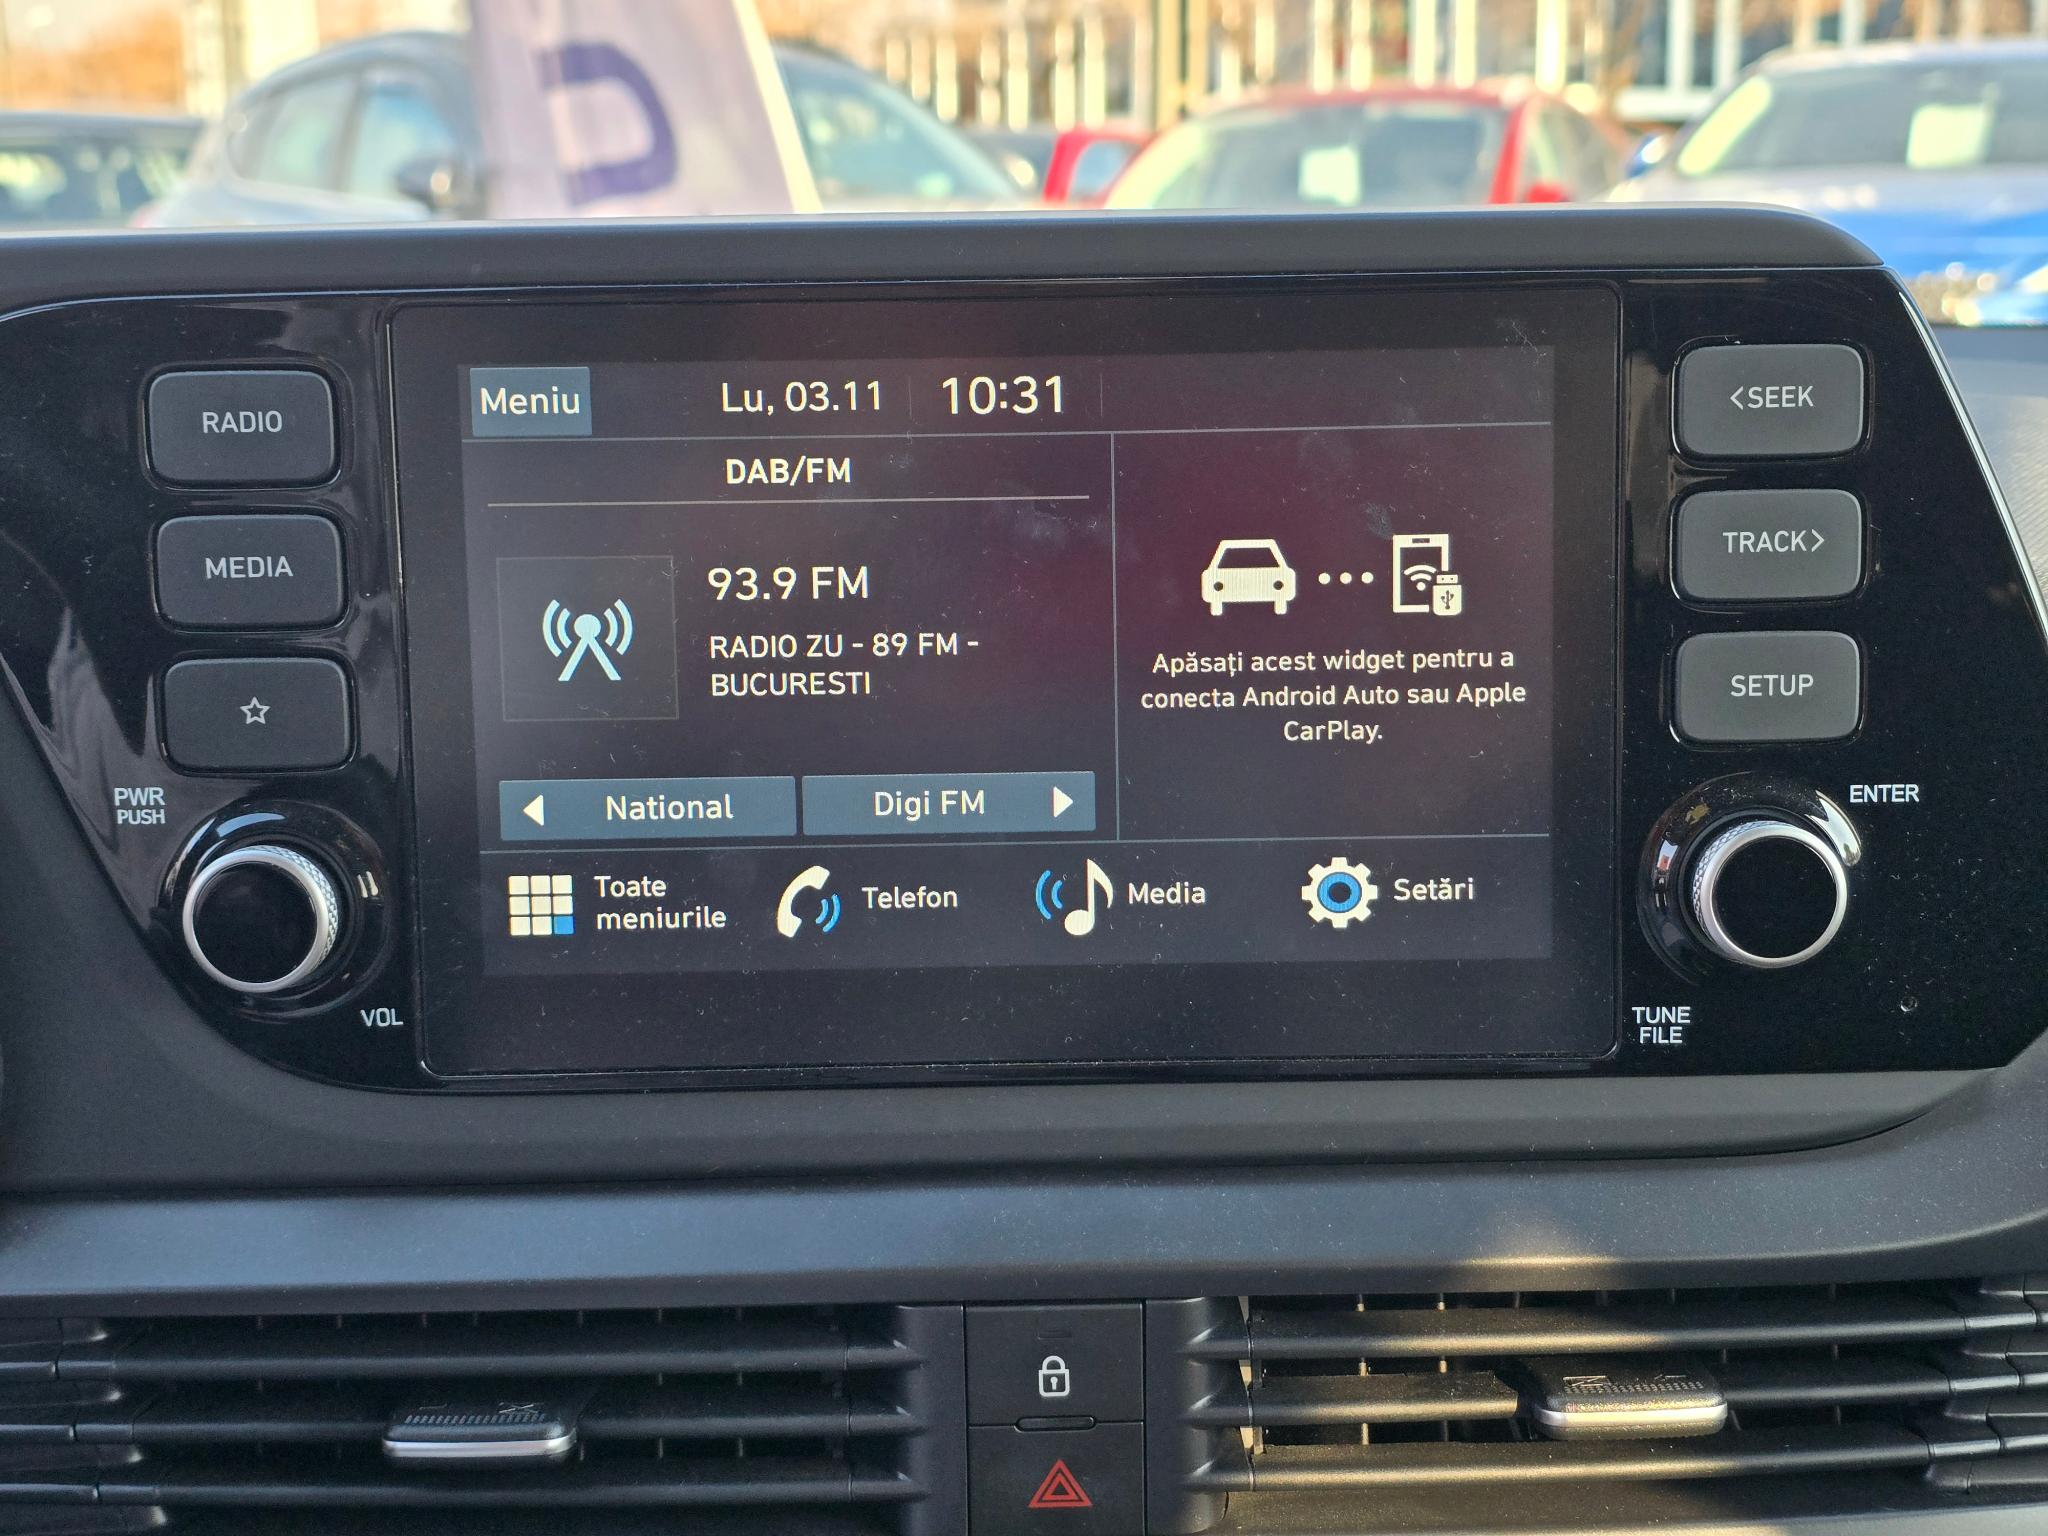 RADIO
MEDIA
PWR
PUSH
VOL
Meniu
Lu, 03.11
10:31
DAB/FM
93.9 FM
RADIO ZU - 89 FM -
BUCURESTI
National
Digi FM
Apăsați acest widget pentru a
conecta Android Auto sau Apple
CarPlay.
Toate
meniurile
Telefon
Media
Setări
<SEEK
TRACK>
SETUP
ENTER
TUNE
FILE